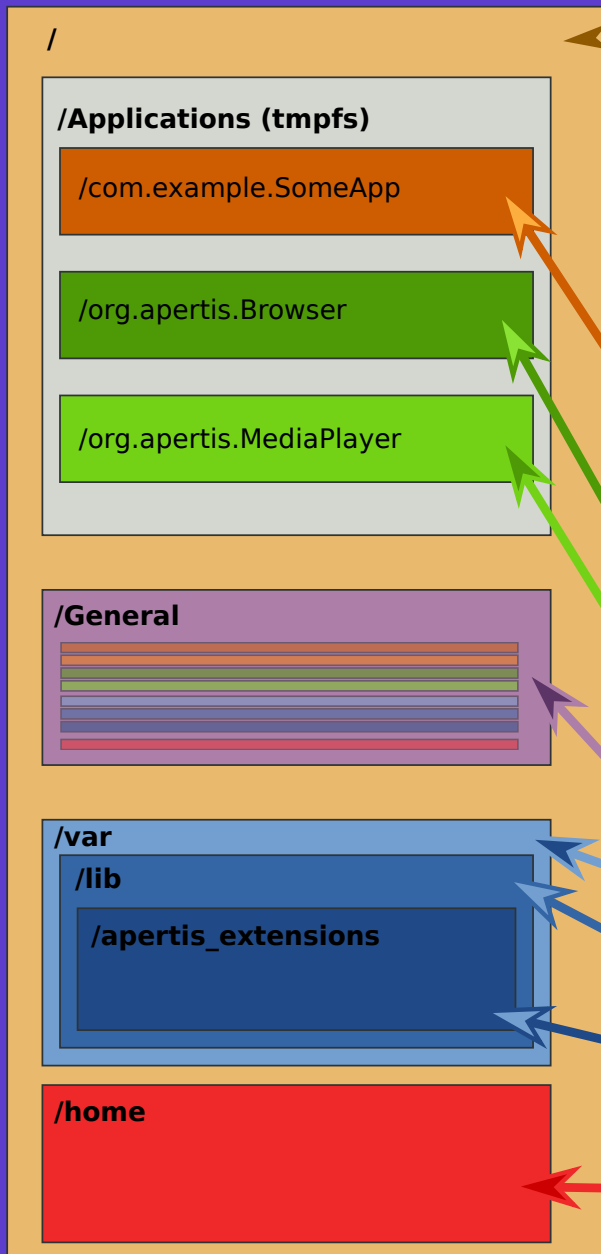 /
/Applications (tmpfs)
/com.example.SomeApp
/org.apertis.Browser
/org.apertis.MediaPlayer
/General
/var
/lib
/apertis_extensions
/home